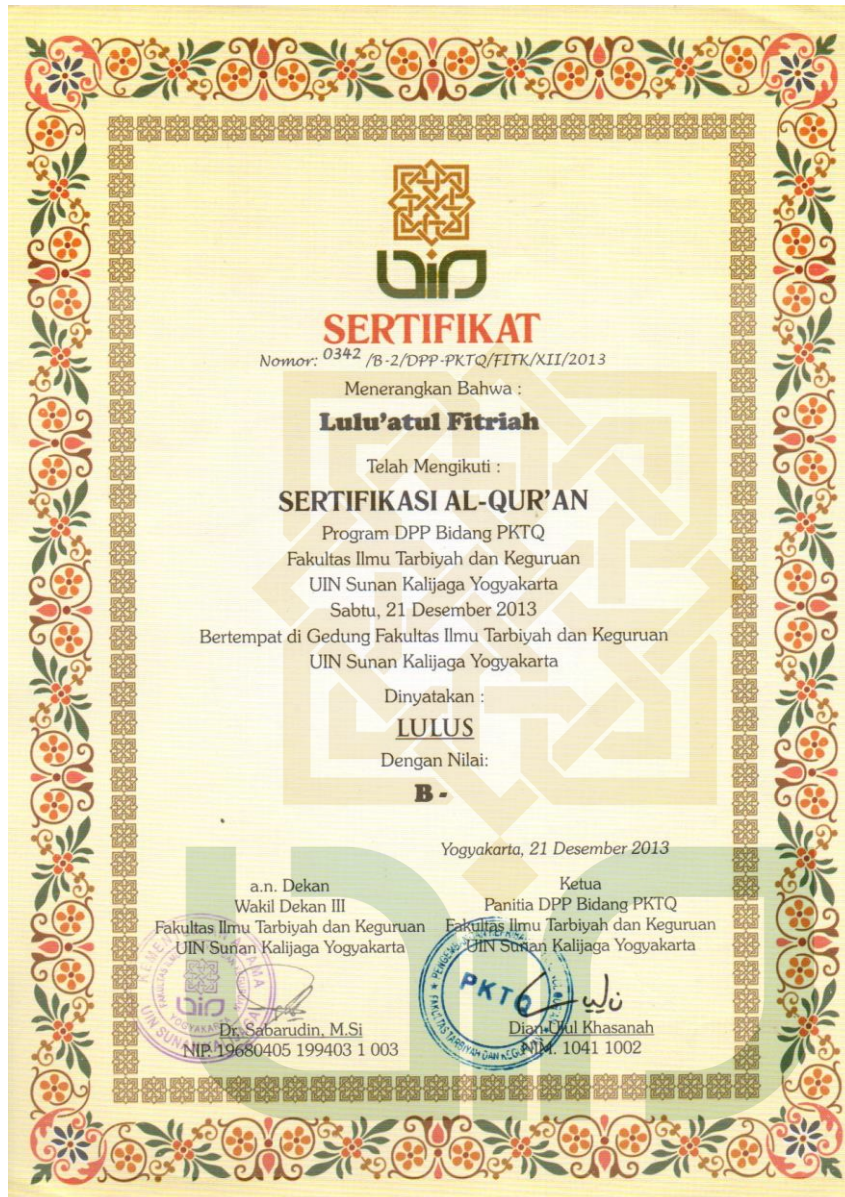 uin
SERTIFIKAT
Nomor: 0342 /B-2/DPP-PKTQ/FITK/XII/2013
Menerangkan Bahwa :
Lulu'atul Fitriah
Telah Mengikuti :
SERTIFIKASI AL-QUR'AN
Program DPP Bidang PKTQ
Fakultas Ilmu Tarbiyah dan Keguruan
UIN Sunan Kalijaga Yogyakarta
Sabtu, 21 Desember 2013
Bertempat di Gedung Fakultas Ilmu Tarbiyah dan Keguruan
UIN Sunan Kalijaga Yogyakarta
Dinyatakan :
LULUS
Dengan Nilai:
B -
Yogyakarta, 21 Desember 2013
a.n. Dekan
Wakil Dekan III
Fakultas Ilmu Tarbiyah dan Keguruan
UIN Sunan Kalijaga Yogyakarta
Dr. Sabarudin, M.Si
NIP. 19680405 199403 1 003
Ketua
Panitia DPP Bidang PKTQ
Fakultas Ilmu Tarbiyah dan Keguruan
UIN Sunan Kalijaga Yogyakarta
PKTQ
Dian Ulul Khasanah
NIM. 1041 1002